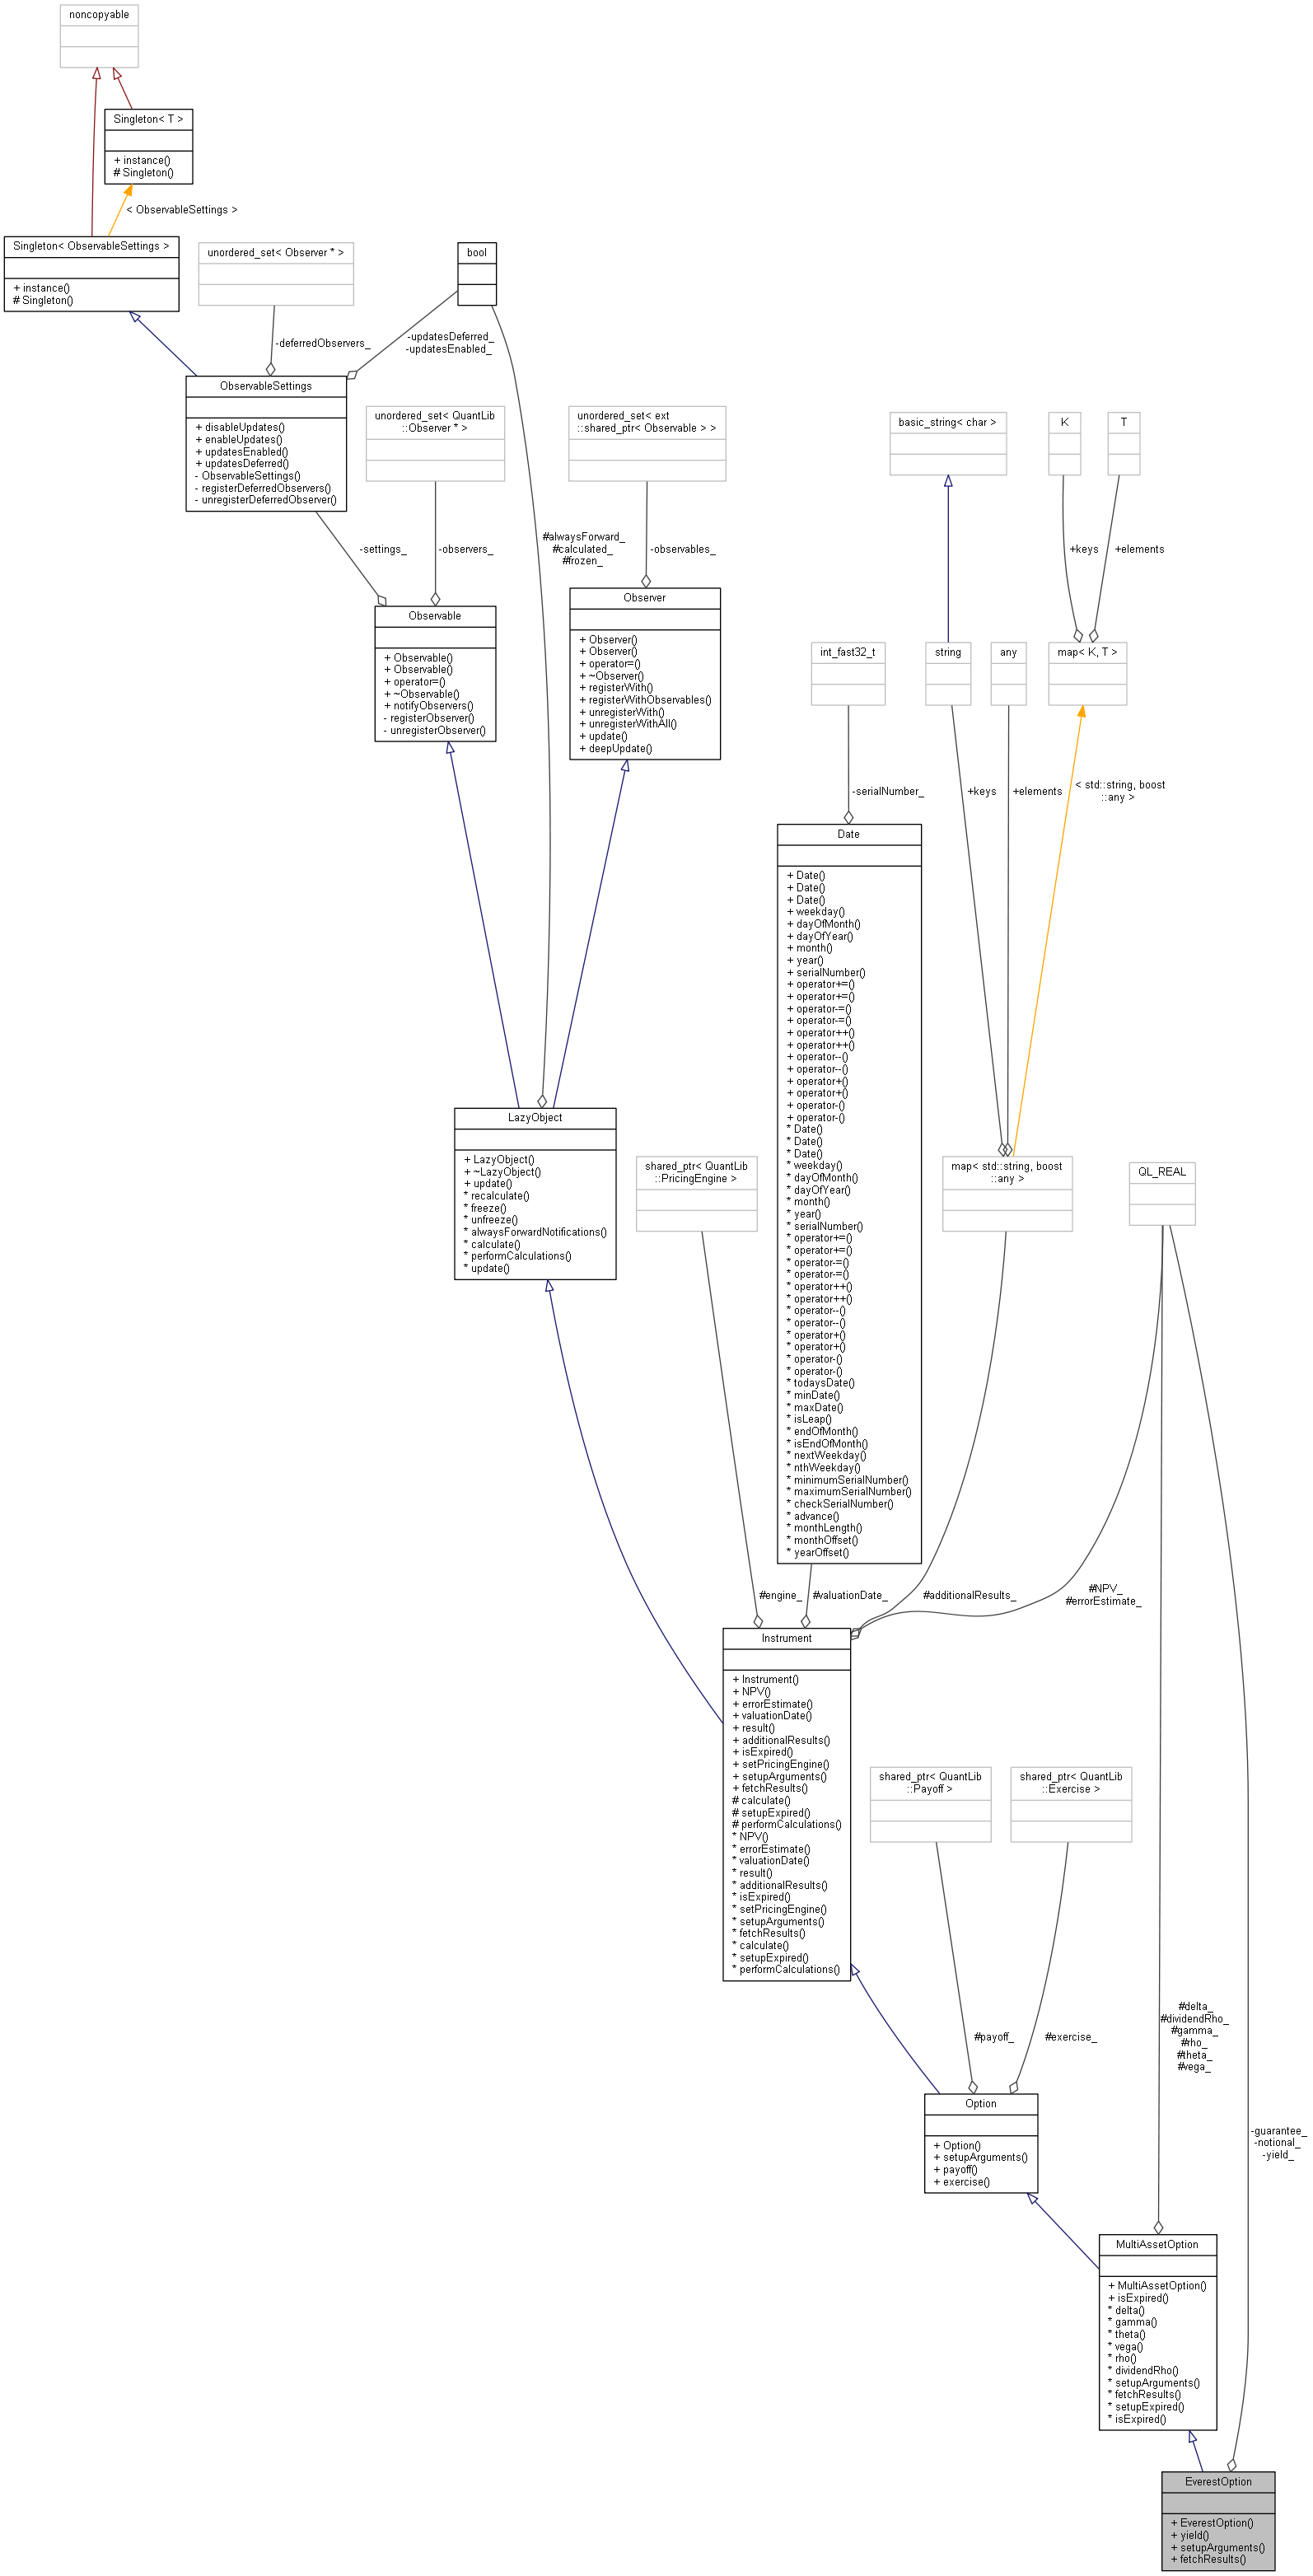 noncopyable
Singleton< T >
+ instance()
# Singleton()
< ObservableSettings >
Singleton< ObservableSettings >
+ instance()
# Singleton()
unordered_set< Observer * >
bool
-deferredObservers_
-updatesDeferred_
-updatesEnabled_
ObservableSettings
+ disableUpdates()
+ enableUpdates()
+ updatesEnabled()
+ updatesDeferred()
- ObservableSettings()
- registerDeferredObservers()
- unregisterDeferredObserver()
unordered_set< QuantLib
::Observer * >
unordered_set< ext
::shared_ptr< Observable > >
basic_string< char >
K
T
-settings_
-observers_
#alwaysForward_
#calculated_
#frozen_
-observables_
+keys
+elements
Observable
+ Observable()
+ Observable()
+ operator=()
+ ~Observable()
+ notifyObservers()
- registerObserver()
- unregisterObserver()
Observer
+ Observer()
+ Observer()
+ operator=()
+ ~Observer()
+ registerWith()
+ registerWithObservables()
+ unregisterWith()
+ unregisterWithAll()
+ update()
+ deepUpdate()
int_fast32_t
string
any
map< K, T >
-serialNumber_
+keys
+elements
< std::string, boost
::any >
Date
+ Date()
+ Date()
+ Date()
+ weekday()
+ dayOfMonth()
+ dayOfYear()
+ month()
+ year()
+ serialNumber()
+ operator+=()
+ operator+=()
+ operator-=()
+ operator-=()
+ operator++()
+ operator++()
+ operator--()
+ operator--()
+ operator+()
+ operator+()
+ operator-()
+ operator-()
* Date()
* Date()
* Date()
* weekday()
* dayOfMonth()
* dayOfYear()
* month()
* year()
* serialNumber()
* operator+=()
* operator+=()
* operator-=()
* operator-=()
* operator++()
* operator++()
* operator--()
* operator--()
* operator+()
* operator+()
* operator-()
* operator-()
* todaysDate()
* minDate()
* maxDate()
* isLeap()
* endOfMonth()
* isEndOfMonth()
* nextWeekday()
* nthWeekday()
* minimumSerialNumber()
* maximumSerialNumber()
* checkSerialNumber()
* advance()
* monthLength()
* monthOffset()
* yearOffset()
LazyObject
+ LazyObject()
+ ~LazyObject()
+ update()
* recalculate()
* freeze()
* unfreeze()
* alwaysForwardNotifications()
* calculate()
* performCalculations()
* update()
shared_ptr< QuantLib
::PricingEngine >
map< std::string, boost
::any >
QL_REAL
#engine_
#valuationDate_
#additionalResults_
#NPV_
#errorEstimate_
Instrument
+ Instrument()
+ NPV()
+ errorEstimate()
+ valuationDate()
+ result()
+ additionalResults()
+ isExpired()
+ setPricingEngine()
+ setupArguments()
+ fetchResults()
# calculate()
# setupExpired()
# performCalculations()
* NPV()
* errorEstimate()
* valuationDate()
* result()
* additionalResults()
* isExpired()
* setPricingEngine()
* setupArguments()
* fetchResults()
* calculate()
* setupExpired()
* performCalculations()
shared_ptr< QuantLib
::Payoff >
shared_ptr< QuantLib
::Exercise >
#payoff_
#exercise_
#delta_
#dividendRho_
#gamma_
#rho_
#theta_
#vega_
Option
+ Option()
+ setupArguments()
+ payoff()
+ exercise()
-guarantee_
-notional_
-yield_
MultiAssetOption
+ MultiAssetOption()
+ isExpired()
* delta()
* gamma()
* theta()
* vega()
* rho()
* dividendRho()
* setupArguments()
* fetchResults()
* setupExpired()
* isExpired()
EverestOption
+ EverestOption()
+ yield()
+ setupArguments()
+ fetchResults()